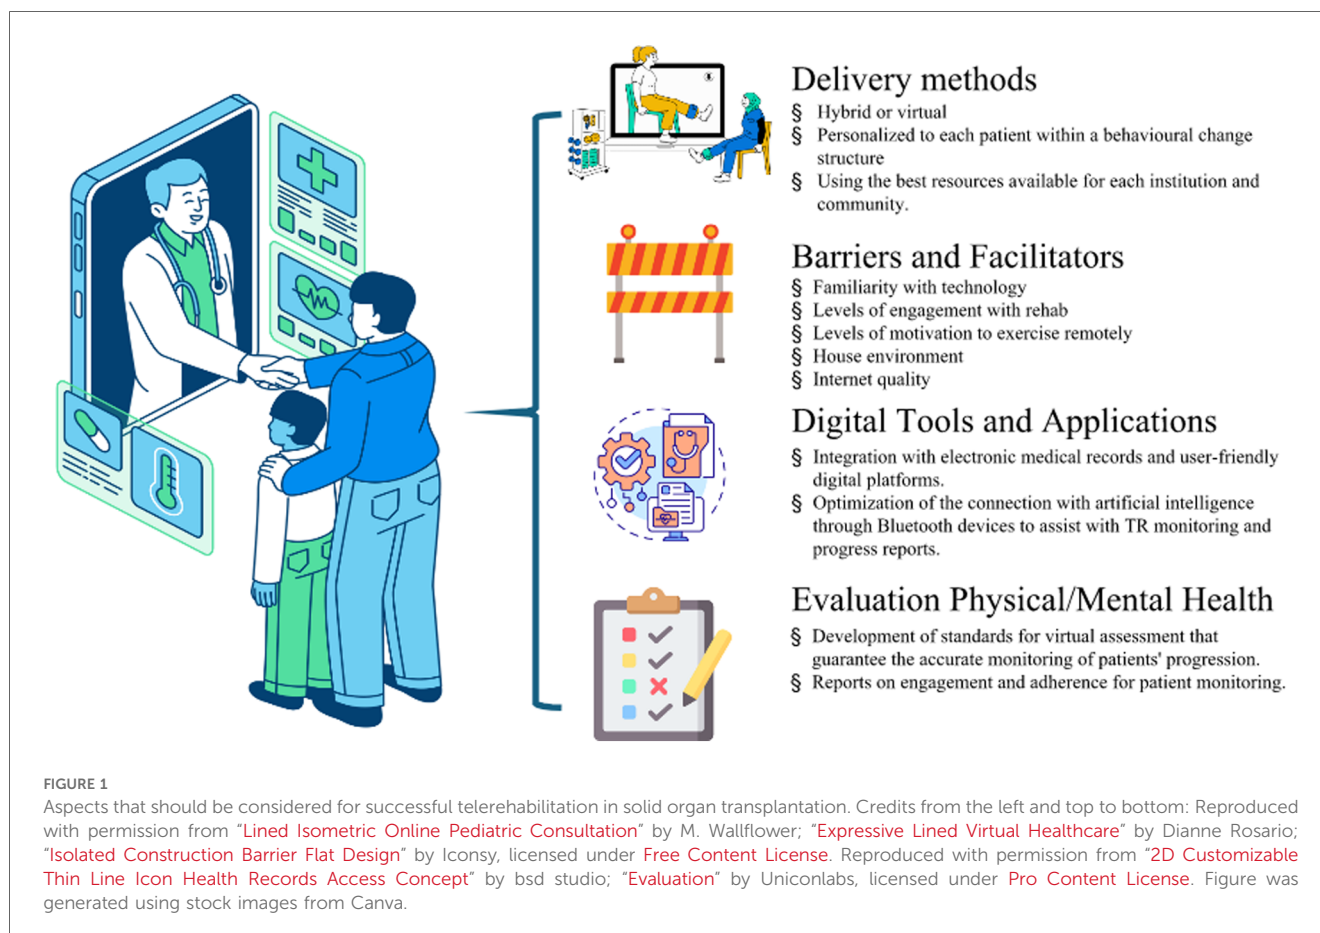 Delivery methods
§ Hybrid or virtual
§ Personalized to each patient within a behavioural change
structure
§ Using the best resources available for each institution and
community.
Barriers and Facilitators
§ Familiarity with technology
§ Levels of engagement with rehab
§ Levels of motivation to exercise remotely
§ House environment
§ Internet quality
Digital Tools and Applications
§ Integration with electronic medical records and user-friendly
digital platforms.
§ Optimization of the connection with artificial intelligence
through Bluetooth devices to assist with TR monitoring and
progress reports.
Evaluation Physical/Mental Health
§ Development of standards for virtual assessment that
guarantee the accurate monitoring of patients' progression.
§ Reports on engagement and adherence for patient monitoring.
FIGURE 1
Aspects that should be considered for successful telerehabilitation in solid organ transplantation. Credits from the left and top to bottom: Reproduced
with permission from “Lined Isometric Online Pediatric Consultation” by M. Wallflower; “Expressive Lined Virtual Healthcare” by Dianne Rosario;
“Isolated Construction Barrier Flat Design” by Iconsy, licensed under Free Content License. Reproduced with permission from “2D Customizable
Thin Line Icon Health Records Access Concept” by bsd studio; “Evaluation” by Uniconlabs, licensed under Pro Content License. Figure was
generated using stock images from Canva.